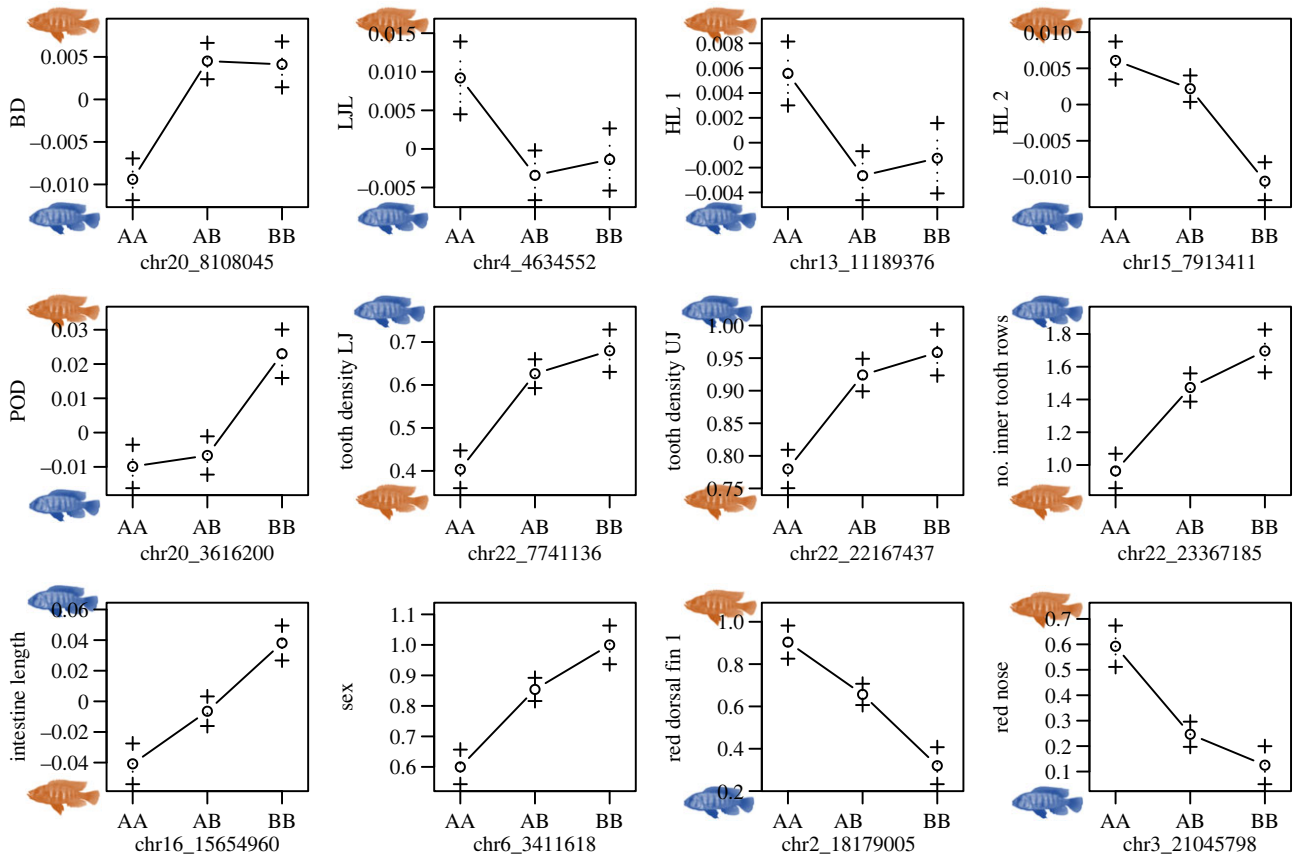 BD
0.005
0
–0.005
–0.010
AA AB BB
chr20_8108045
LJL
0.015
0.010
0.005
0
–0.005
AA AB BB
chr4_4634552
HL 1
0.008
0.006
0.004
0.002
0
–0.002
–0.004
AA AB BB
chr13_11189376
HL 2
0.010
0.005
0
–0.005
–0.010
AA AB BB
chr15_7913411
POD
0.03
0.02
0.01
0
–0.01
AA AB BB
chr20_3616200
tooth density LJ
0.7
0.6
0.5
0.4
AA AB BB
chr22_7741136
tooth density UJ
1.00
0.95
0.90
0.80
0.75
AA AB BB
chr22_22167437
no. inner tooth rows
1.8
1.6
1.4
1.2
1.0
AA AB BB
chr22_23367185
intestine length
0.06
0.04
0.02
0
–0.02
–0.04
AA AB BB
chr16_15654960
sex
1.1
1.0
0.9
0.8
0.7
0.6
AA AB BB
chr6_3411618
red dorsal fin 1
1.0
0.8
0.6
0.4
0.2
AA AB BB
chr2_18179005
red nose
0.7
0.6
0.5
0.4
0.3
0.2
0.1
AA AB BB
chr3_21045798